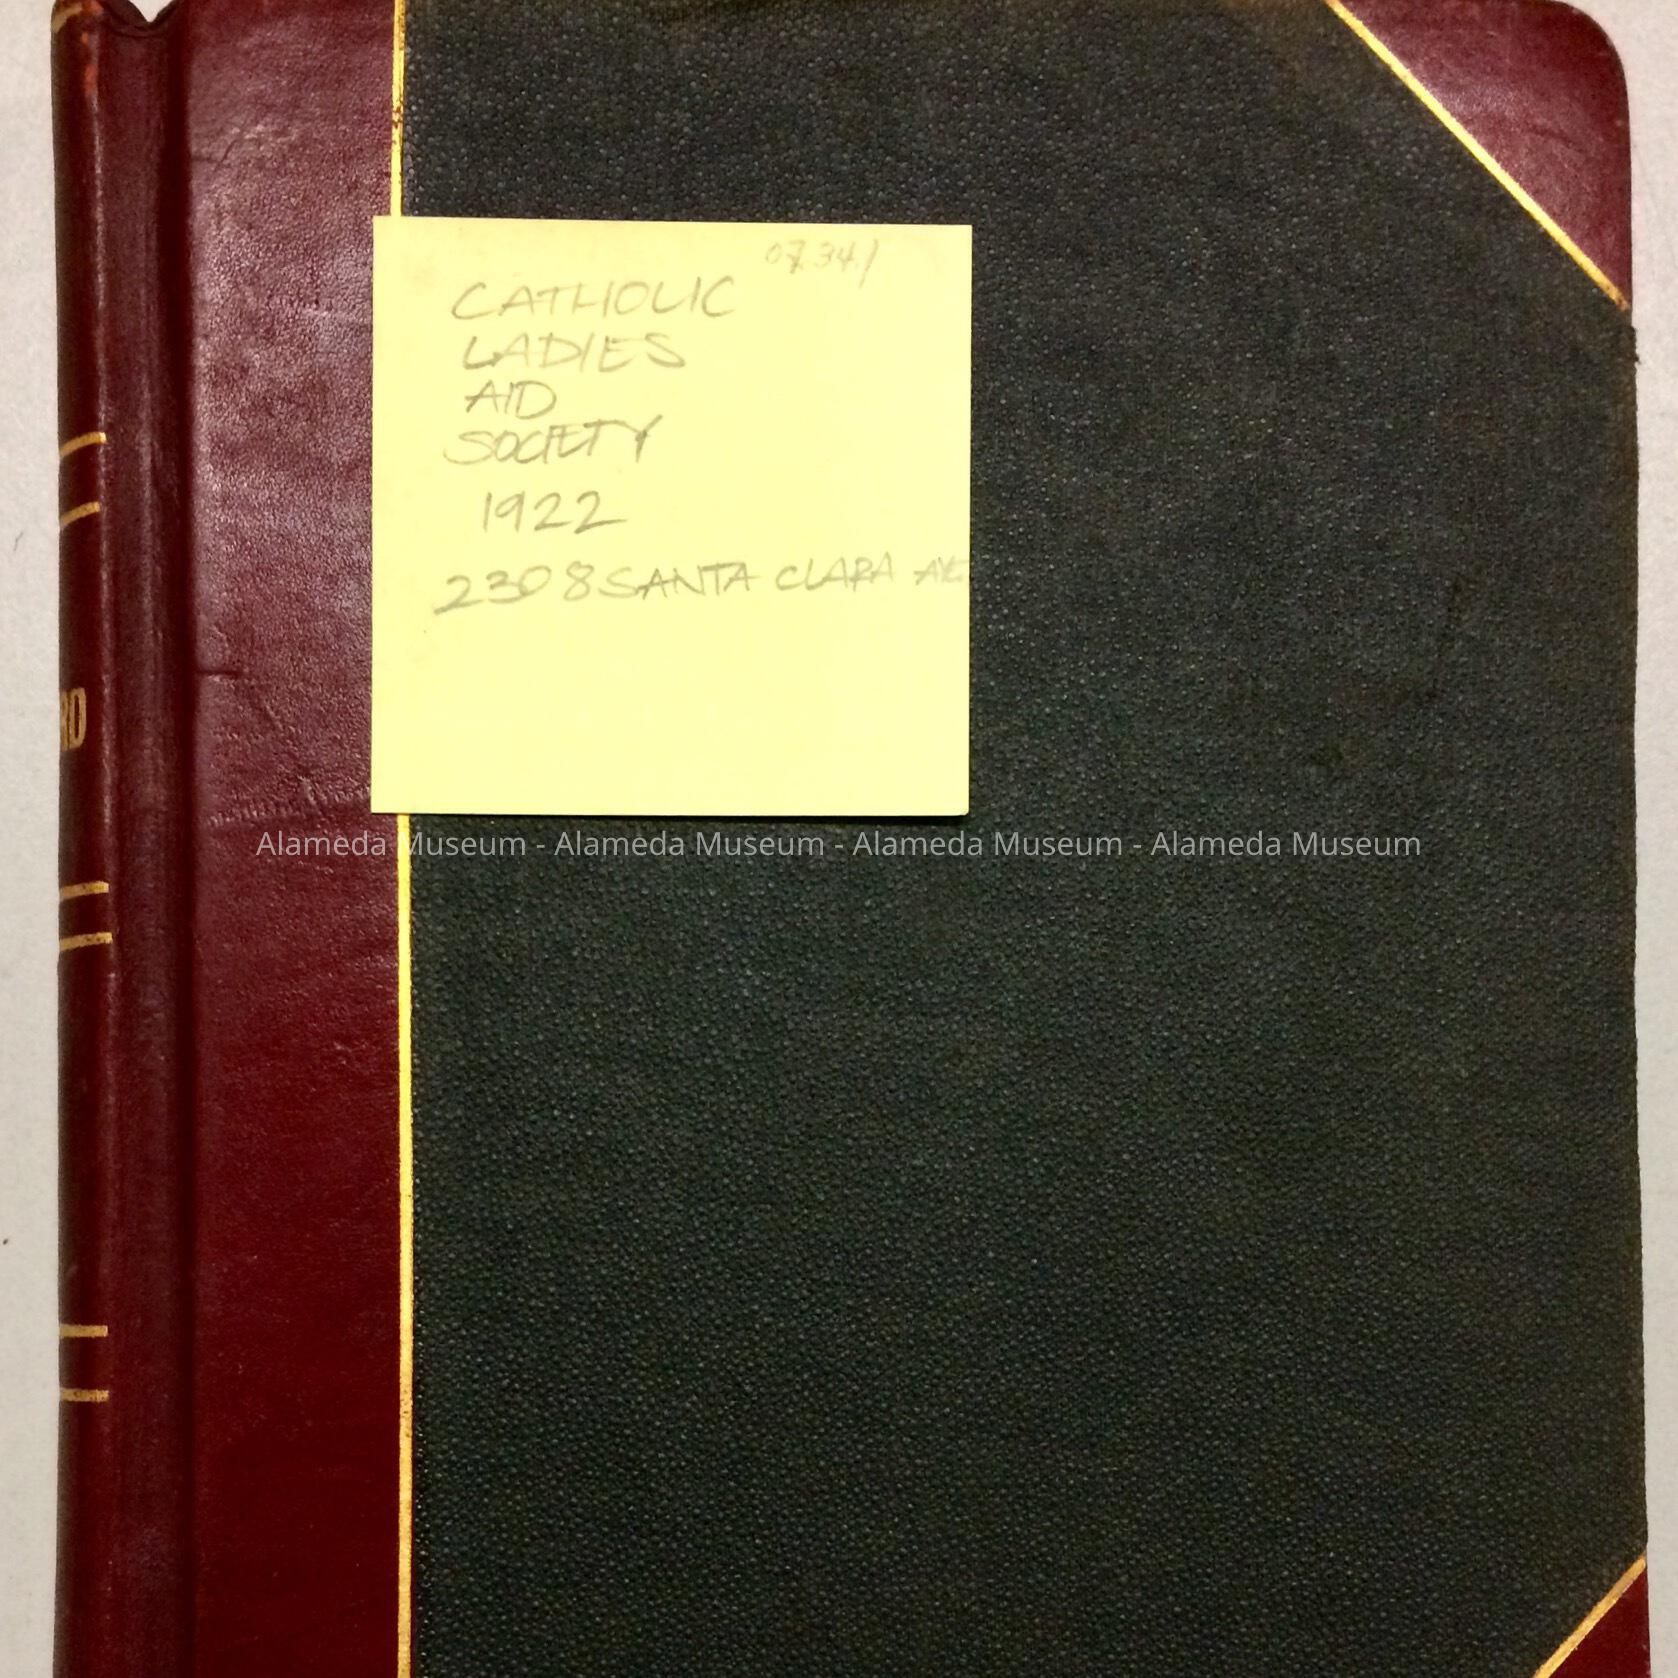 07.34.1
CATHOLIC
LADIES
AID
SOCIETY
1922
2308 SANTA CLARA AVE
RD
Alameda Museum - Alameda Museum - Alameda Museum - Alameda Museum